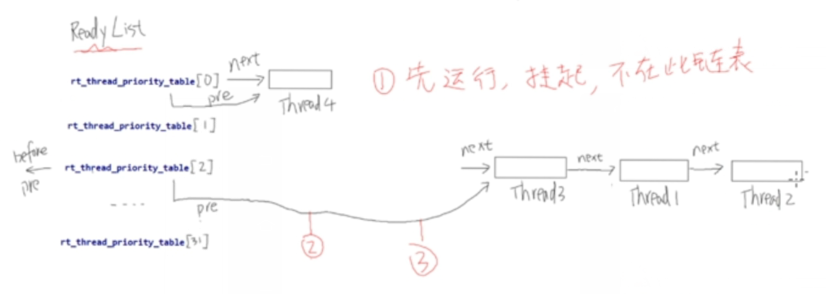 Ready List
rt_thread_priority_table[0] next
pre Thread4
① 先运行, 挂起, 不在此链表
rt_thread_priority_table[1]
before
pre
rt_thread_priority_table[2]
next next next
Thread3 Thread1 Thread2
....
pre
② ③
rt_thread_priority_table[31]